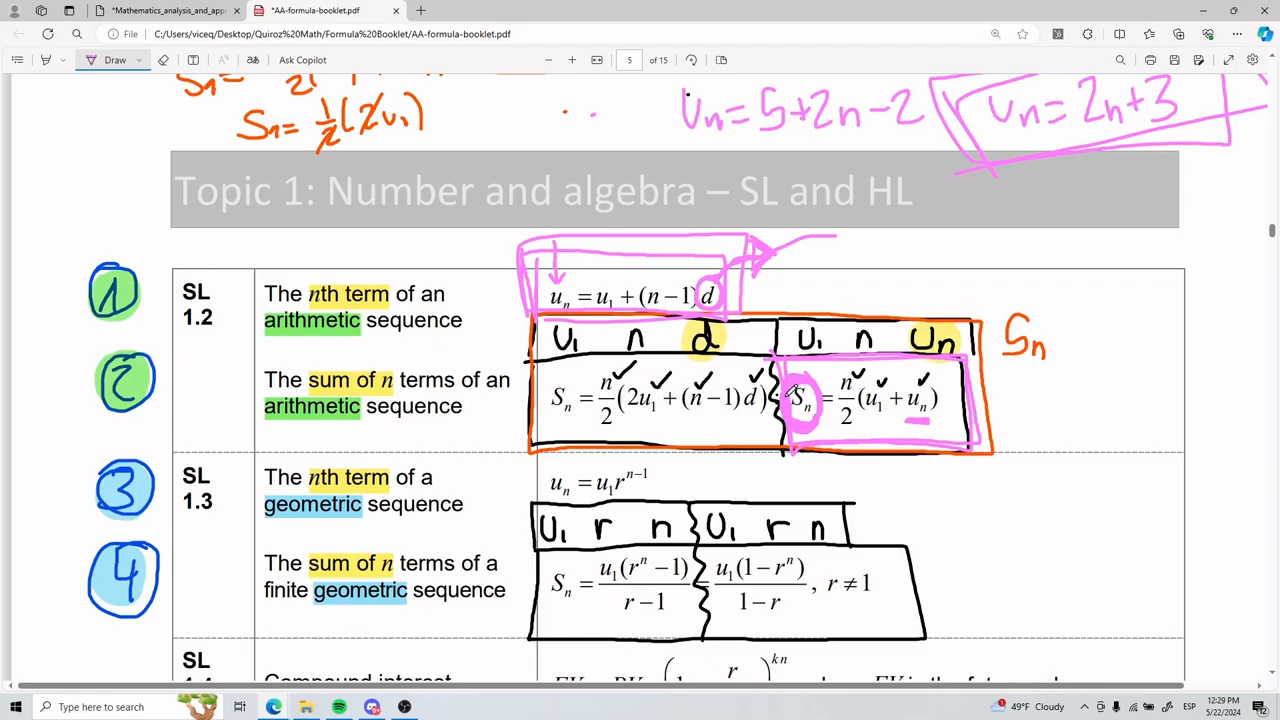 *Mathematics_analysis_and_app
*AA-formula-booklet.pdf
File
C:/Users/viceq/Desktop/Quiroz%20Math/Formula%20Booklet/AA-formula-booklet.pdf
Draw
Ask Copilot
5 of 15
Sn = 1/2(2u₁)
Un = 5+2n-2
Un = 2n+3
Topic 1: Number and algebra – SL and HL
1
SL 1.2
The nth term of an
arithmetic sequence
uₙ = u₁ + (n−1)d
U₁ n d
U₁ n Un
Sn
2
The sum of n terms of an
arithmetic sequence
Sₙ = n/2 (2u₁ + (n−1)d) ; Sₙ = n/2 (u₁ + uₙ)
3
SL 1.3
The nth term of a
geometric sequence
uₙ = u₁rⁿ⁻¹
U₁ r n
U₁ r n
4
The sum of n terms of a
finite geometric sequence
Sₙ = u₁(rⁿ − 1)/(r − 1) = u₁(1 − rⁿ)/(1 − r) , r ≠ 1
SL
Type here to search
49°F Cloudy
ESP
12:29 PM
5/22/2024